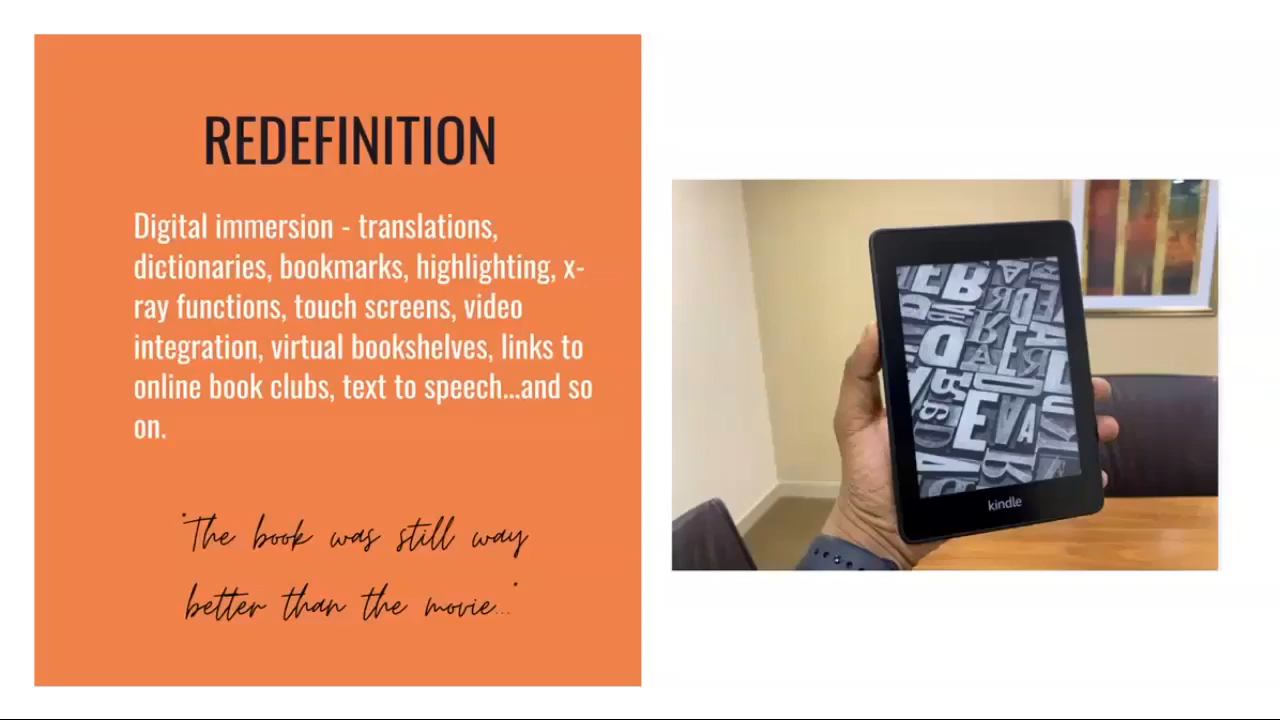 REDEFINITION
Digital immersion - translations,
dictionaries, bookmarks, highlighting, x-
ray functions, touch screens, video
integration, virtual bookshelves, links to
online book clubs, text to speech...and so
on.
"The book was still way
better than the movie..."
kindle